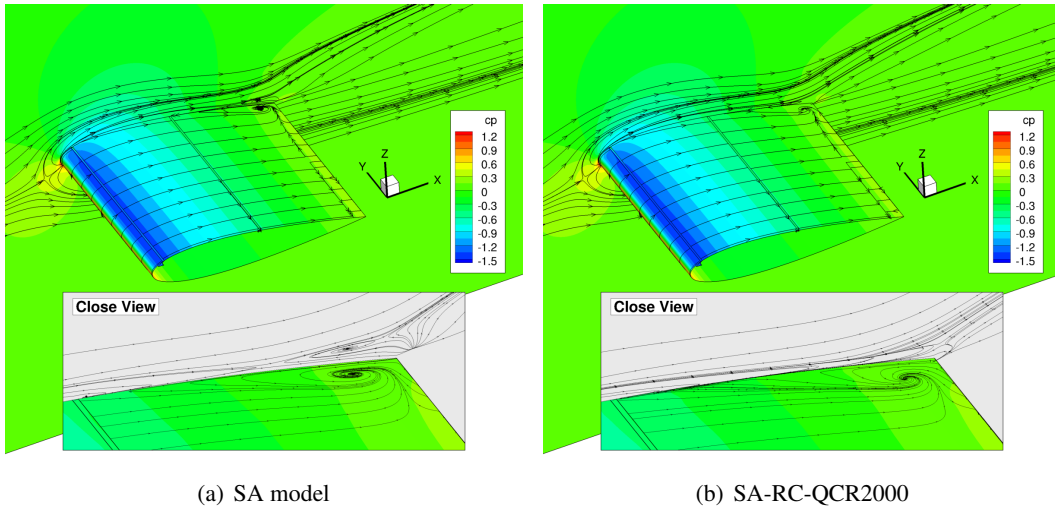 cp
1.2
0.9
0.6
0.3
0
-0.3
-0.6
-0.9
-1.2
-1.5
Z
Y
X
Close View
(a) SA model
cp
1.2
0.9
0.6
0.3
0
-0.3
-0.6
-0.9
-1.2
-1.5
Z
Y
X
Close View
(b) SA-RC-QCR2000